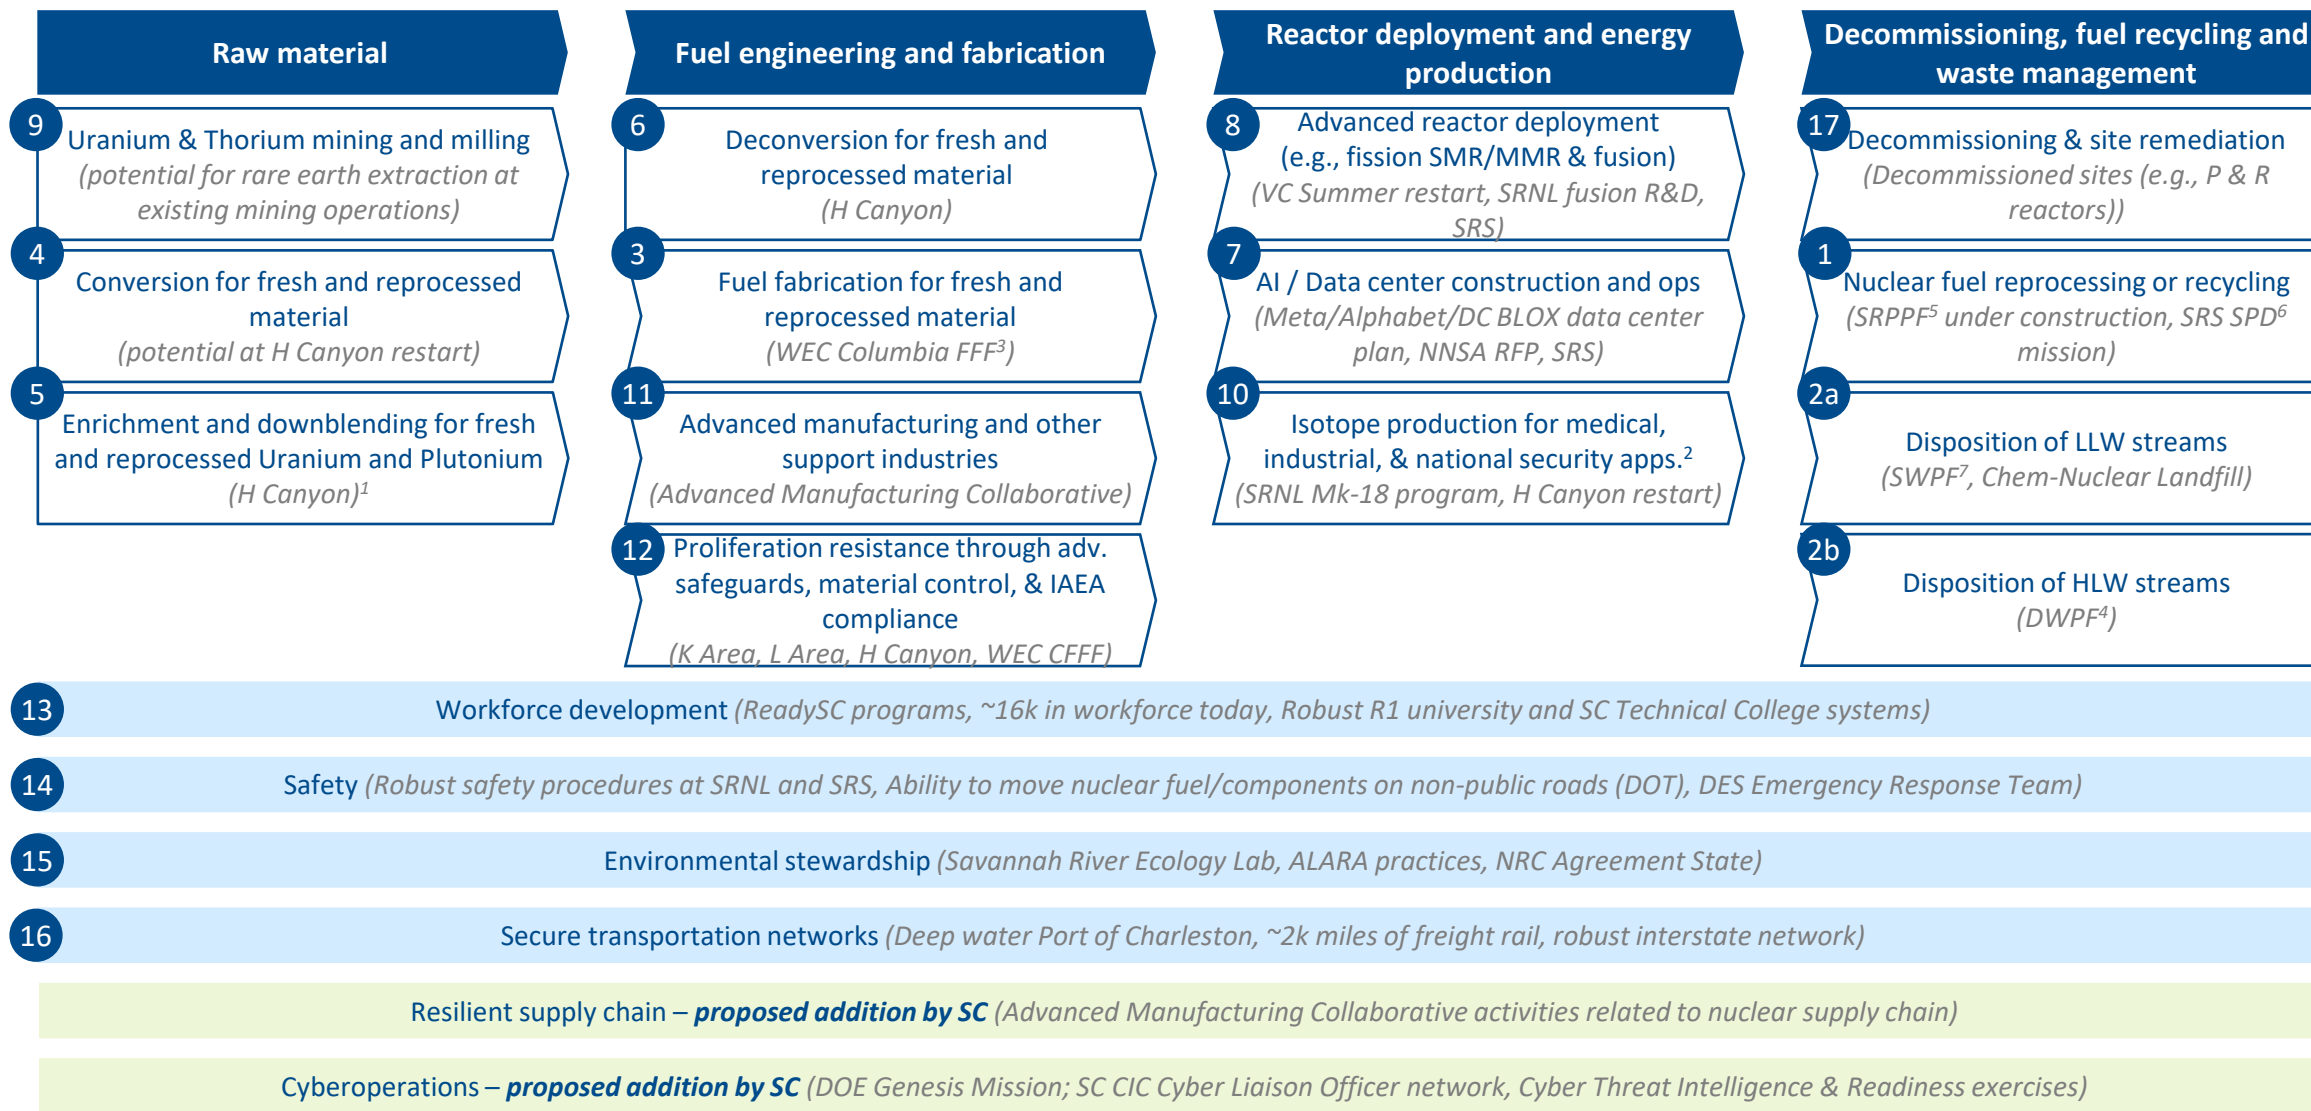 Raw material
9
Uranium & Thorium mining and milling
(potential for rare earth extraction at
existing mining operations)
4
Conversion for fresh and reprocessed
material
(potential at H Canyon restart)
5
Enrichment and downblending for fresh
and reprocessed Uranium and Plutonium
(H Canyon)¹
Fuel engineering and fabrication
6
Deconversion for fresh and
reprocessed material
(H Canyon)
3
Fuel fabrication for fresh and
reprocessed material
(WEC Columbia FFF³)
11
Advanced manufacturing and other
support industries
(Advanced Manufacturing Collaborative)
12
Proliferation resistance through adv.
safeguards, material control, & IAEA
compliance
(K Area, L Area, H Canyon, WEC CFFF)
Reactor deployment and energy
production
8
Advanced reactor deployment
(e.g., fission SMR/MMR & fusion)
(VC Summer restart, SRNL fusion R&D,
SRS)
7
AI / Data center construction and ops
(Meta/Alphabet/DC BLOX data center
plan, NNSA RFP, SRS)
10
Isotope production for medical,
industrial, & national security apps.²
(SRNL Mk-18 program, H Canyon restart)
Decommissioning, fuel recycling and
waste management
17
Decommissioning & site remediation
(Decommissioned sites (e.g., P & R
reactors))
1
Nuclear fuel reprocessing or recycling
(SRPPF⁵ under construction, SRS SPD⁶
mission)
2a
Disposition of LLW streams
(SWPF⁷, Chem-Nuclear Landfill)
2b
Disposition of HLW streams
(DWPF⁴)
13
Workforce development (ReadySC programs, ~16k in workforce today, Robust R1 university and SC Technical College systems)
14
Safety (Robust safety procedures at SRNL and SRS, Ability to move nuclear fuel/components on non-public roads (DOT), DES Emergency Response Team)
15
Environmental stewardship (Savannah River Ecology Lab, ALARA practices, NRC Agreement State)
16
Secure transportation networks (Deep water Port of Charleston, ~2k miles of freight rail, robust interstate network)
Resilient supply chain – proposed addition by SC (Advanced Manufacturing Collaborative activities related to nuclear supply chain)
Cyberoperations – proposed addition by SC (DOE Genesis Mission; SC CIC Cyber Liaison Officer network, Cyber Threat Intelligence & Readiness exercises)